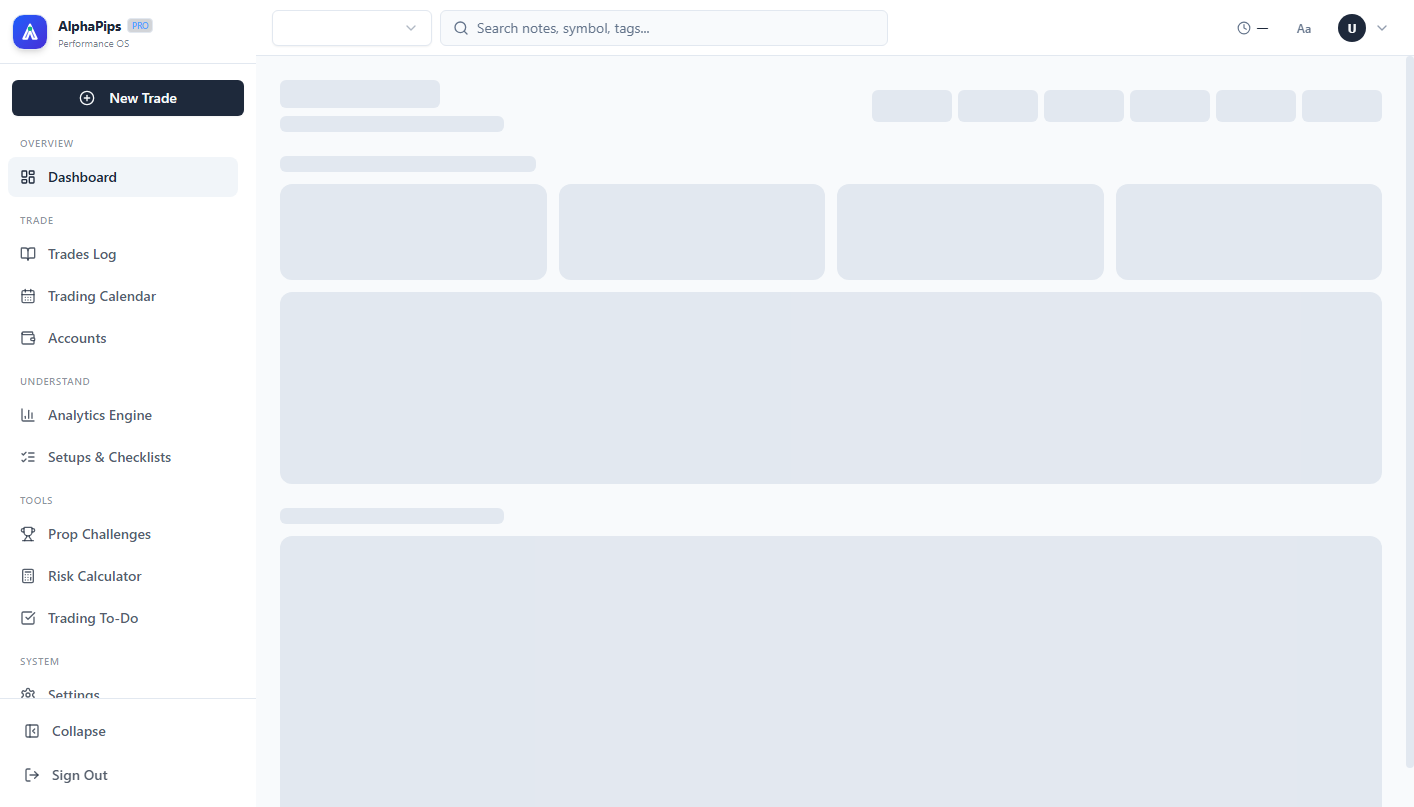 AlphaPips PRO
Performance OS
Search notes, symbol, tags...
—
Aa
U
New Trade
OVERVIEW
Dashboard
TRADE
Trades Log
Trading Calendar
Accounts
UNDERSTAND
Analytics Engine
Setups & Checklists
TOOLS
Prop Challenges
Risk Calculator
Trading To-Do
SYSTEM
Settings
Collapse
Sign Out